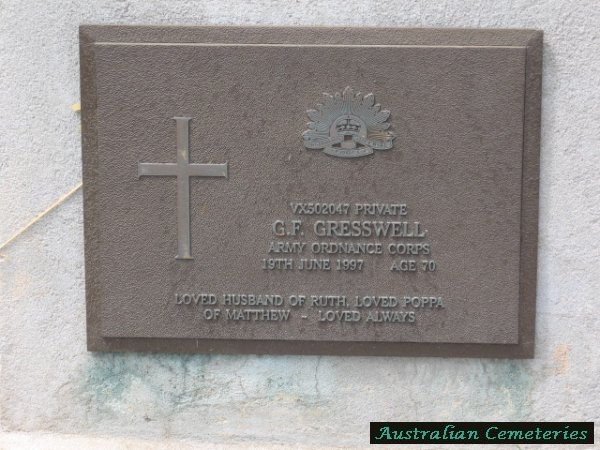 VX502047 PRIVATE
G.F. GRESSWELL
ARMY ORDNANCE CORPS
19TH JUNE 1997 AGE 70
LOVED HUSBAND OF RUTH. LOVED POPPA
OF MATTHEW - LOVED ALWAYS
Australian Cemeteries